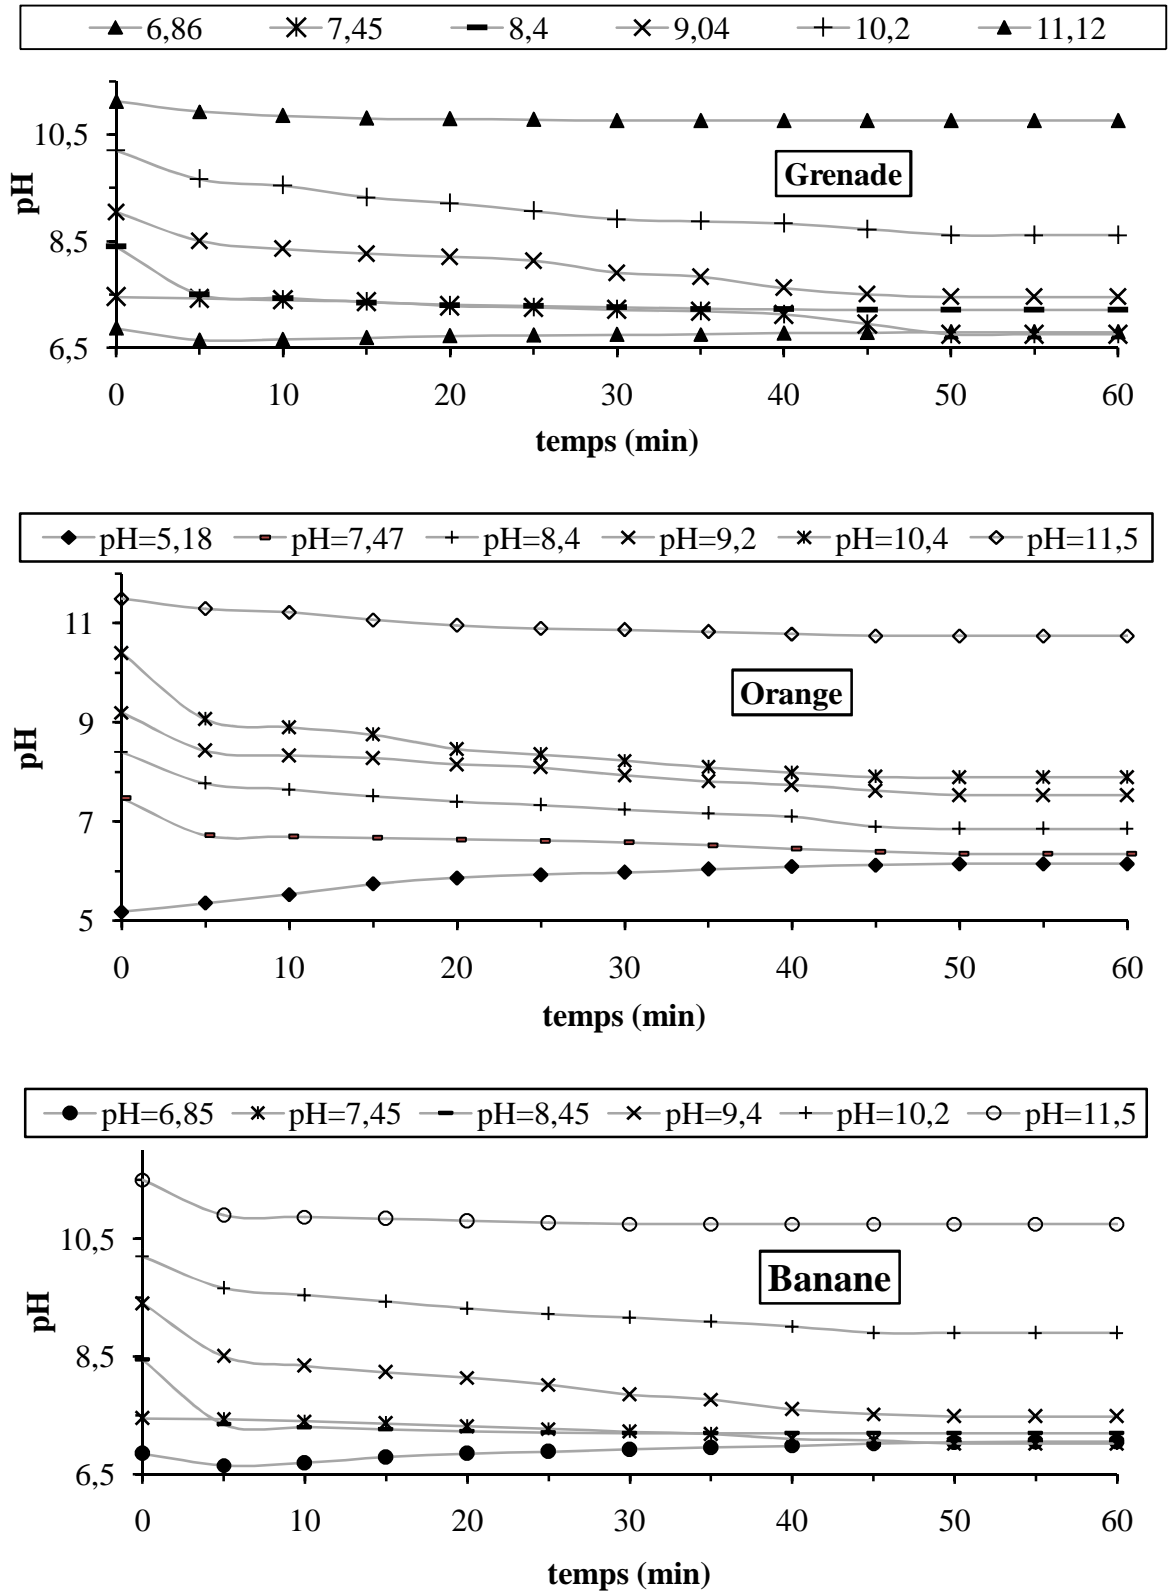 6,86 7,45 8,4 9,04 10,2 11,12
10,5
8,5
6,5
pH
Grenade
0 10 20 30 40 50 60
temps (min)
pH=5,18 pH=7,47 pH=8,4 pH=9,2 pH=10,4 pH=11,5
11
9
7
5
pH
Orange
0 10 20 30 40 50 60
temps (min)
pH=6,85 pH=7,45 pH=8,45 pH=9,4 pH=10,2 pH=11,5
10,5
8,5
6,5
pH
Banane
0 10 20 30 40 50 60
temps (min)